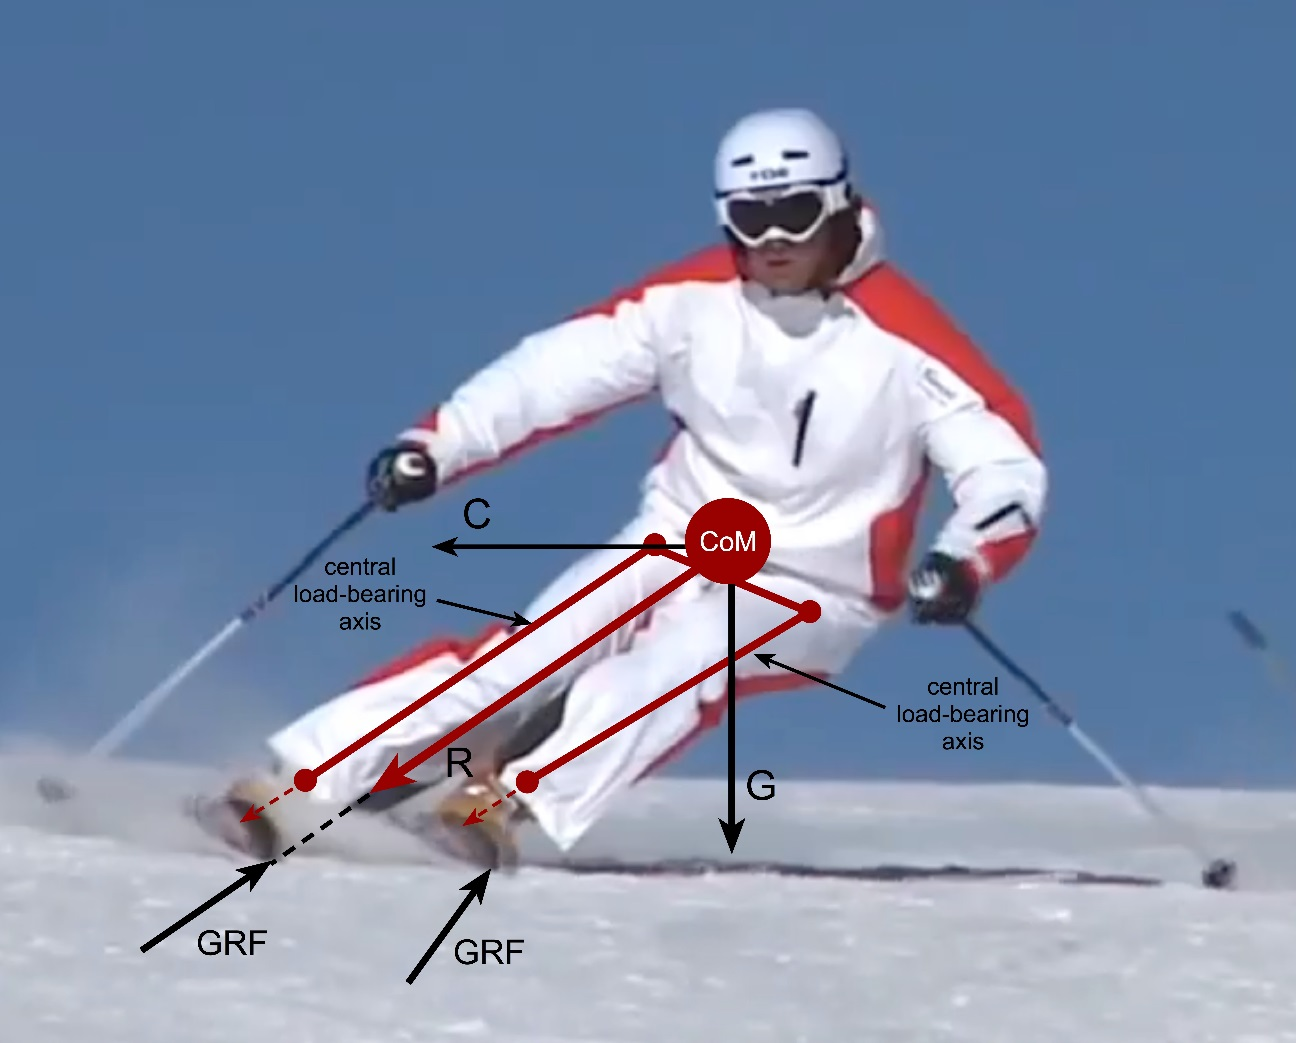 C
central
load-bearing
axis
CoM
central
load-bearing
axis
R
G
GRF
GRF